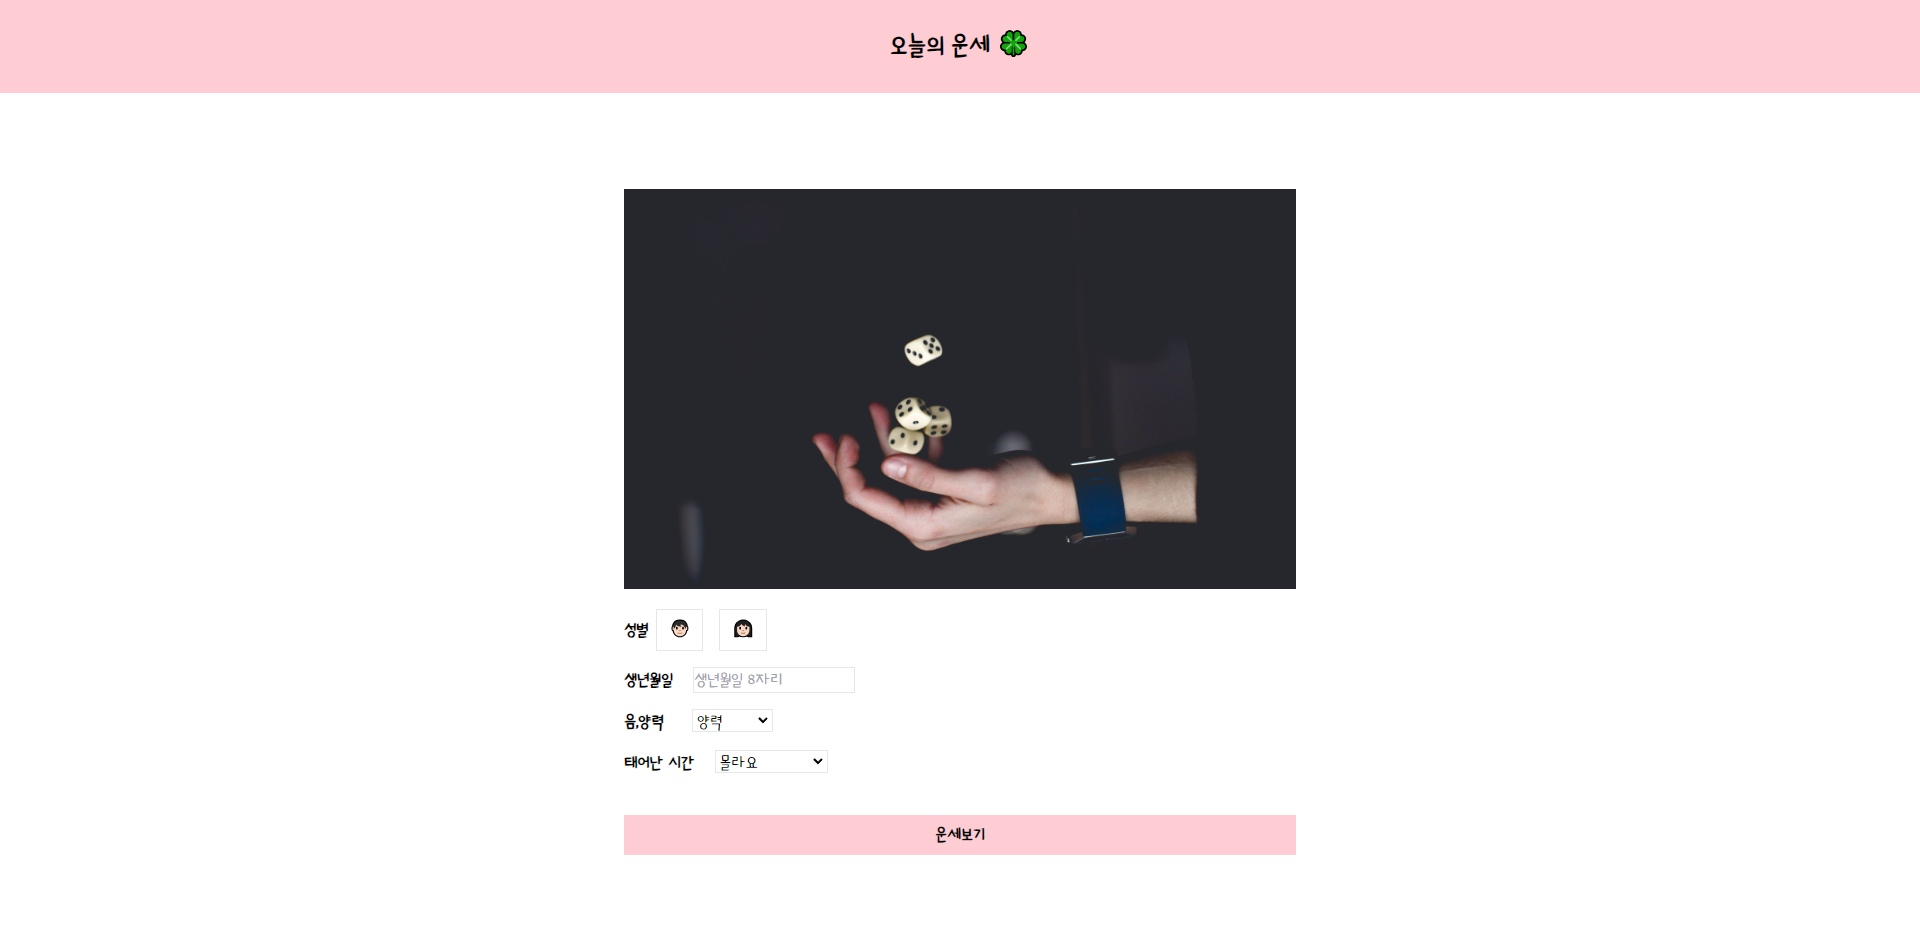 오늘의 운세 🍀
성별 👦🏻 👩🏻
생년월일 생년월일 8자리
음,양력 양력
태어난 시간 몰라요
운세보기